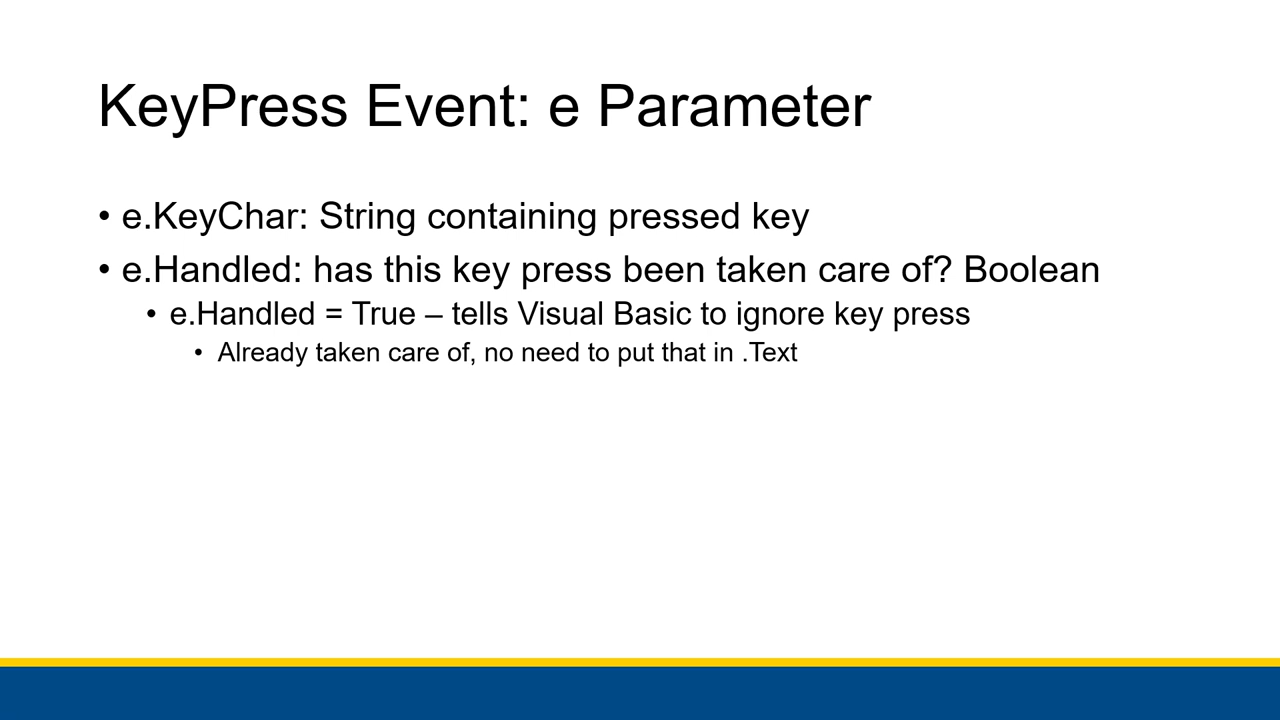 KeyPress Event: e Parameter
• e.KeyChar: String containing pressed key
• e.Handled: has this key press been taken care of? Boolean
• e.Handled = True – tells Visual Basic to ignore key press
• Already taken care of, no need to put that in .Text